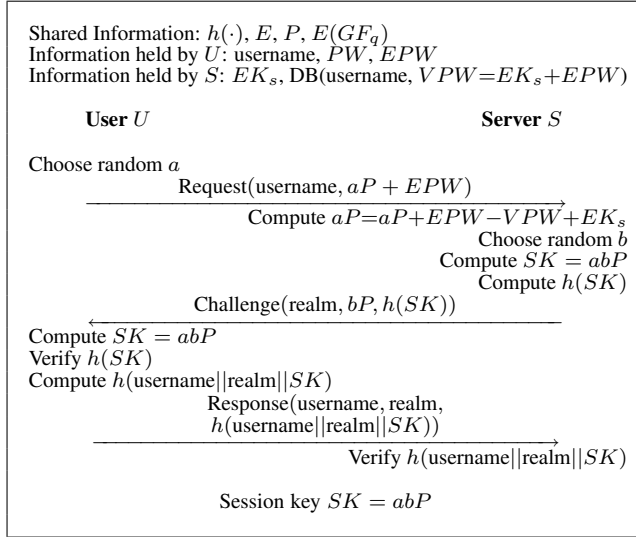 Shared Information: h(·), E, P, E(GF_q)
Information held by U: username, PW, EPW
Information held by S: EK_s, DB(username, VPW=EK_s+EPW)
User U Server S
Choose random a
Request(username, aP + EPW)
Compute aP=aP+EPW−VPW+EK_s
Choose random b
Compute SK = abP
Compute h(SK)
Challenge(realm, bP, h(SK))
Compute SK = abP
Verify h(SK)
Compute h(username||realm||SK)
Response(username, realm,
h(username||realm||SK))
Verify h(username||realm||SK)
Session key SK = abP